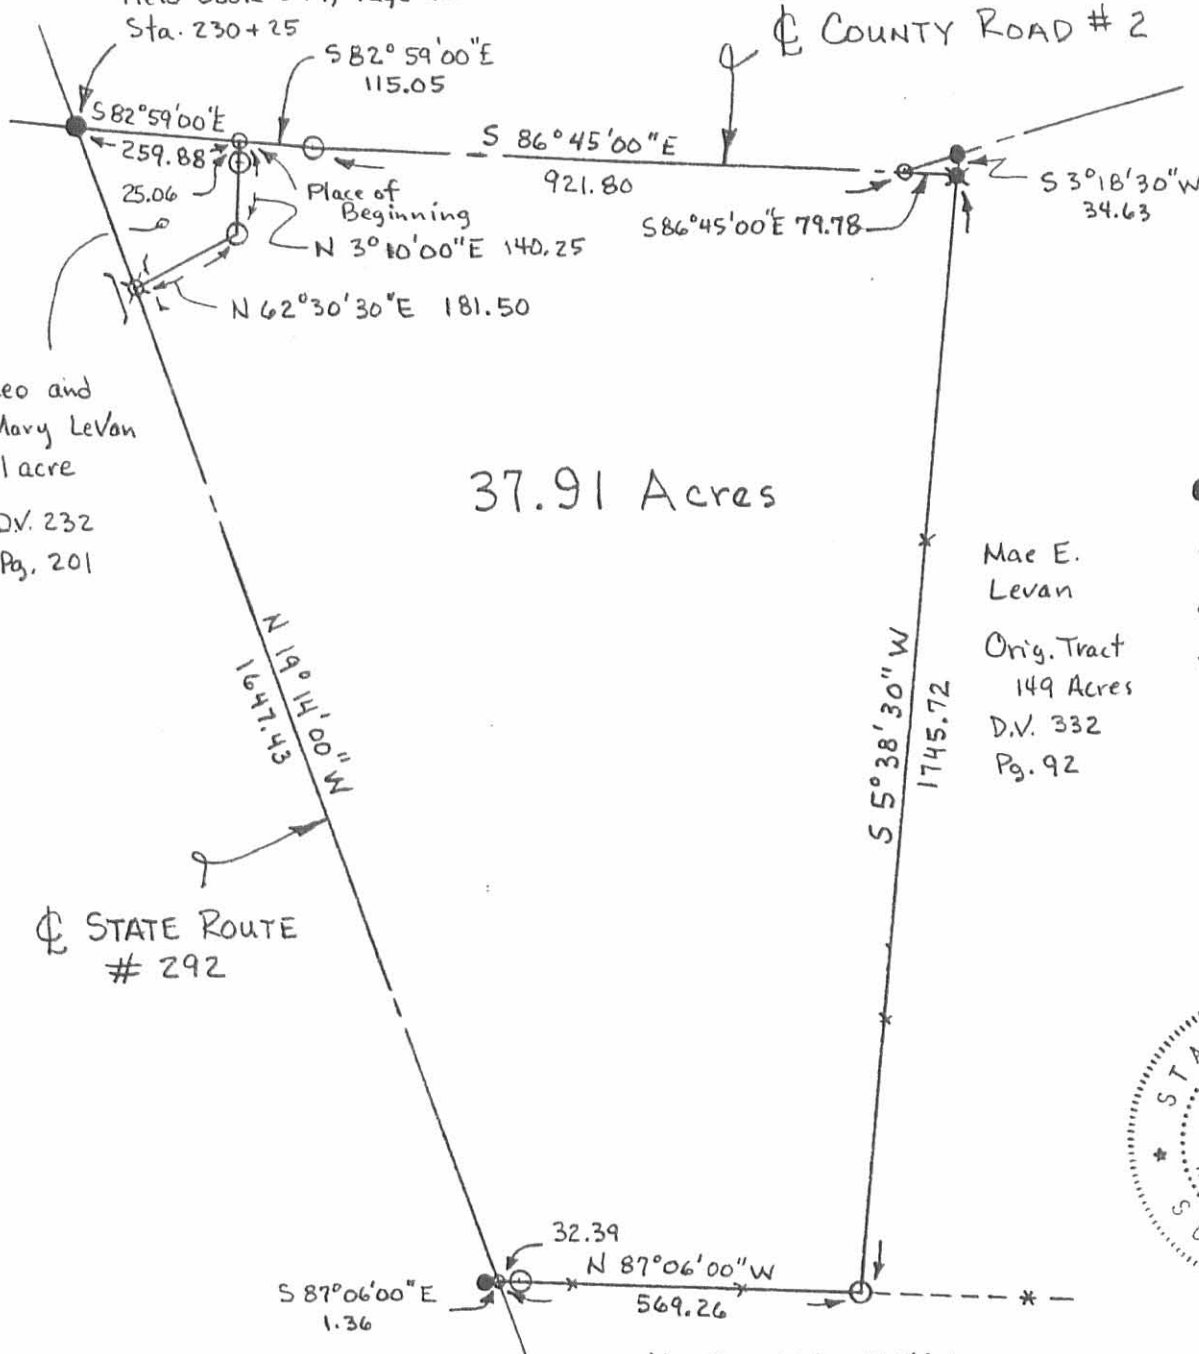 Sta. 230+25
S 82° 59' 00" E
115.05
℄ COUNTY ROAD # 2
S 82° 59' 00" E
259.88
25.06
Place of
Beginning
N 3° 10' 00" E 140.25
N 62° 30' 30" E 181.50
S 86° 45' 00" E
921.80
S 86° 45' 00" E 79.78
S 3° 18' 30" W
34.63
eo and
Mary LeVan
1 acre
D.V. 232
Pg. 201
37.91 Acres
Mae E.
Levan
Orig. Tract
149 Acres
D.V. 332
Pg. 92
N 19° 14' 00" W
1647.43
S 5° 38' 30" W
1745.72
℄ STATE ROUTE
# 292
32.39
N 87° 06' 00" W
569.26
S 87° 06' 00" E
1.36